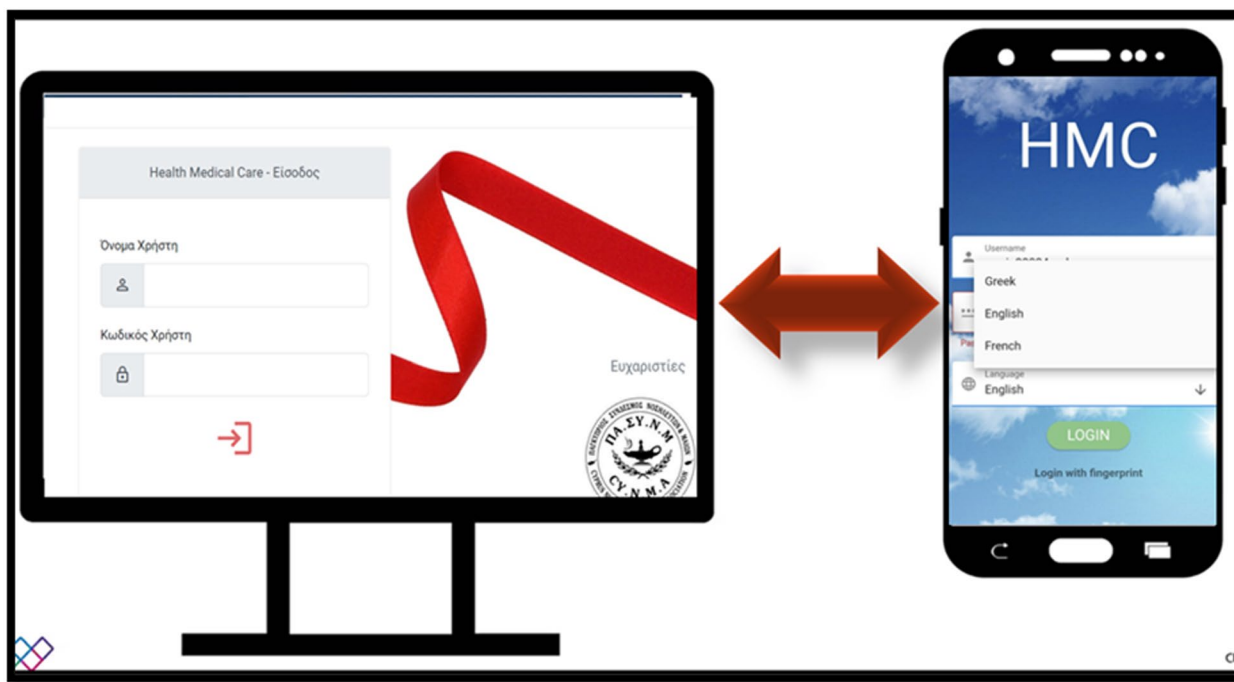 Health Medical Care - Είσοδος
Όνομα Χρήστη
Κωδικός Χρήστη
Ευχαριστίες
ΠΑ.ΣΥ.Ν.Μ
CY.N.M.A
HMC
Username
Greek
English
French
Language
English
LOGIN
Login with fingerprint